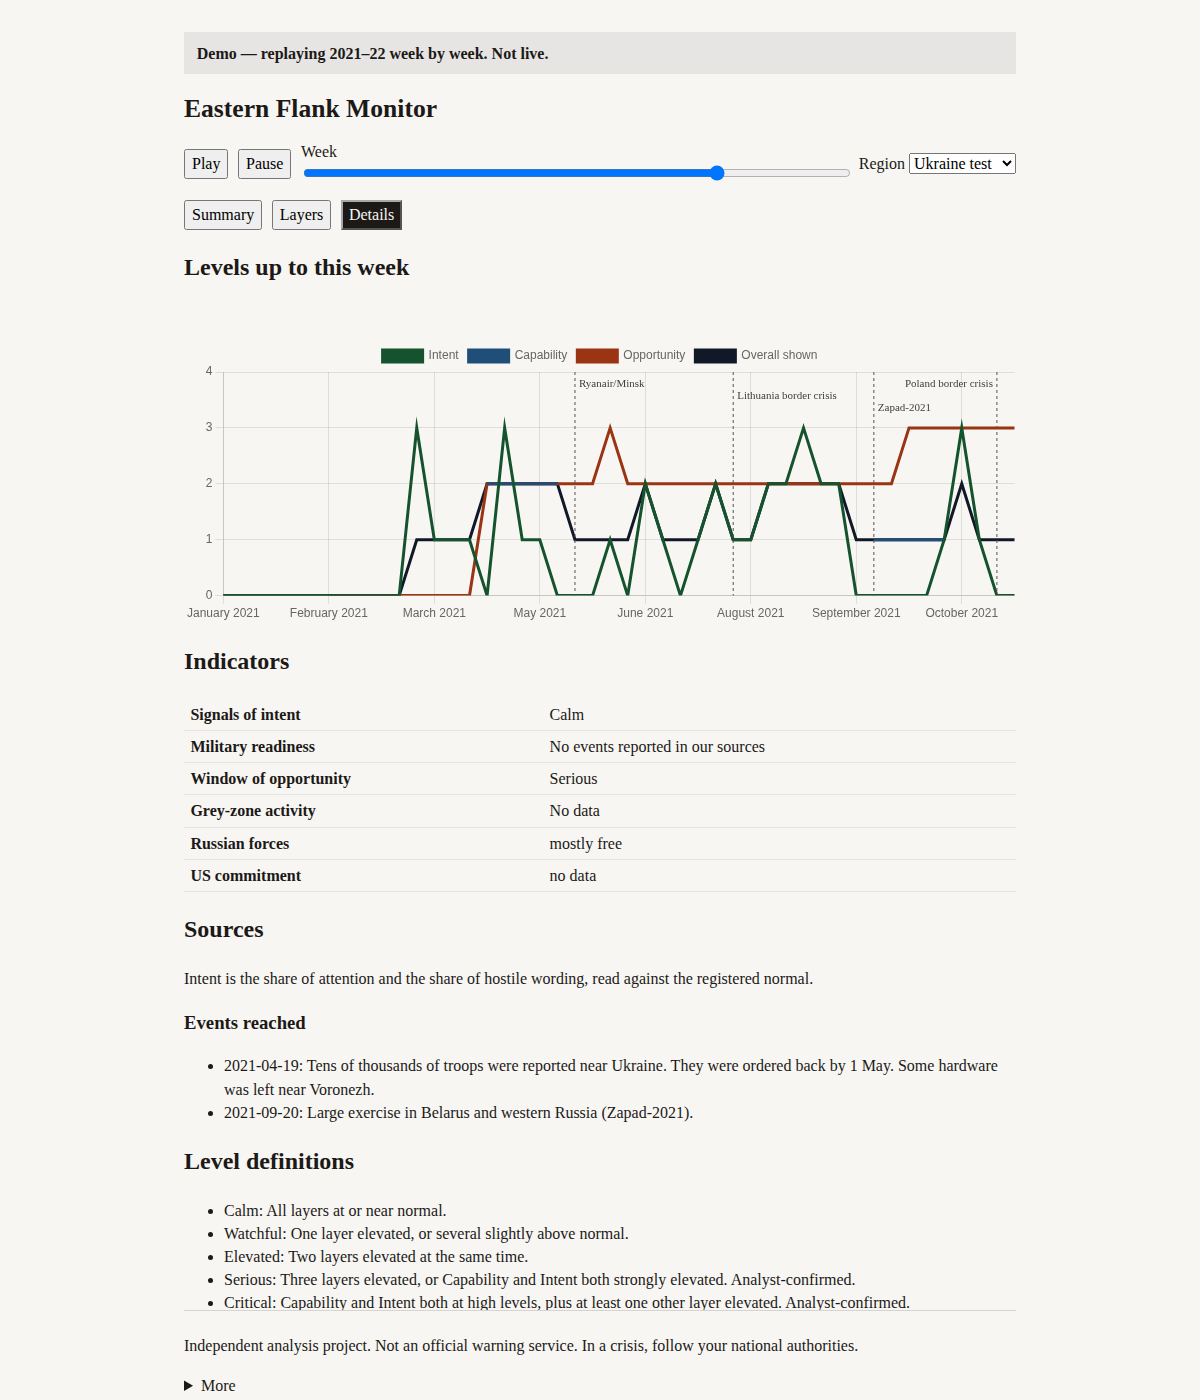 Demo — replaying 2021–22 week by week. Not live.
Eastern Flank Monitor
Play Pause Week Region Ukraine test
Summary Layers Details
Levels up to this week
Intent Capability Opportunity Overall shown
4
3
2
1
0
Ryanair/Minsk
Lithuania border crisis
Zapad-2021
Poland border crisis
January 2021 February 2021 March 2021 May 2021 June 2021 August 2021 September 2021 October 2021
Indicators
Signals of intent Calm
Military readiness No events reported in our sources
Window of opportunity Serious
Grey-zone activity No data
Russian forces mostly free
US commitment no data
Sources
Intent is the share of attention and the share of hostile wording, read against the registered normal.
Events reached
2021-04-19: Tens of thousands of troops were reported near Ukraine. They were ordered back by 1 May. Some hardware
was left near Voronezh.
2021-09-20: Large exercise in Belarus and western Russia (Zapad-2021).
Level definitions
Calm: All layers at or near normal.
Watchful: One layer elevated, or several slightly above normal.
Elevated: Two layers elevated at the same time.
Serious: Three layers elevated, or Capability and Intent both strongly elevated. Analyst-confirmed.
Critical: Capability and Intent both at high levels, plus at least one other layer elevated. Analyst-confirmed.
Independent analysis project. Not an official warning service. In a crisis, follow your national authorities.
More